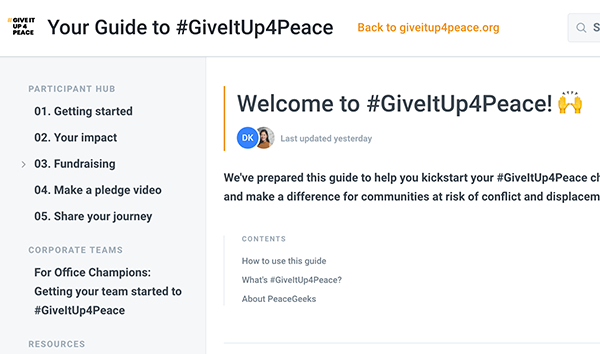 #GIVE IT
UP 4
PEACE
Your Guide to #GiveItUp4Peace
Back to giveitup4peace.org
S
PARTICIPANT HUB
01. Getting started
02. Your impact
03. Fundraising
04. Make a pledge video
05. Share your journey
CORPORATE TEAMS
For Office Champions:
Getting your team started to
#GiveItUp4Peace
RESOURCES
Welcome to #GiveItUp4Peace! 🙌
DK
Last updated yesterday
We've prepared this guide to help you kickstart your #GiveItUp4Peace ch
and make a difference for communities at risk of conflict and displacem
CONTENTS
How to use this guide
What's #GiveItUp4Peace?
About PeaceGeeks